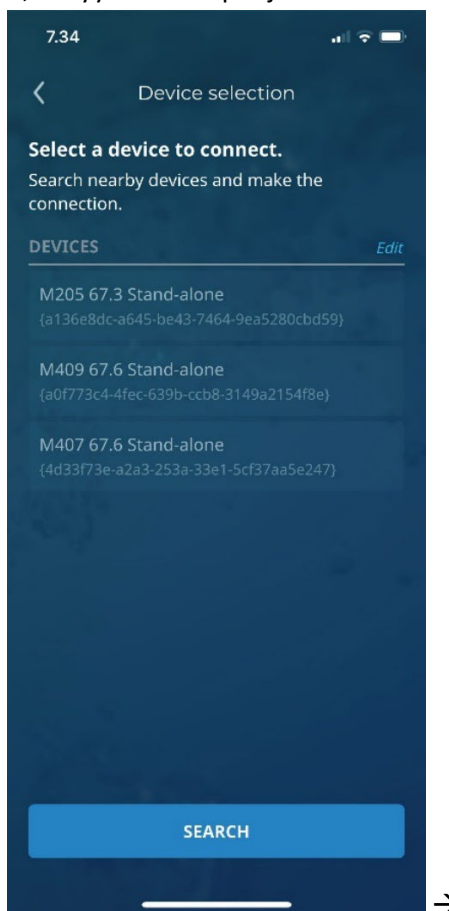 7.34
Device selection
Select a device to connect.
Search nearby devices and make the
connection.
DEVICES Edit
M205 67.3 Stand-alone
{a136e8dc-a645-be43-7464-9ea5280cbd59}
M409 67.6 Stand-alone
{a0f773c4-4fec-639b-ccb8-3149a2154f8e}
M407 67.6 Stand-alone
{4d33f73e-a2a3-253a-33e1-5cf37aa5e247}
SEARCH
→